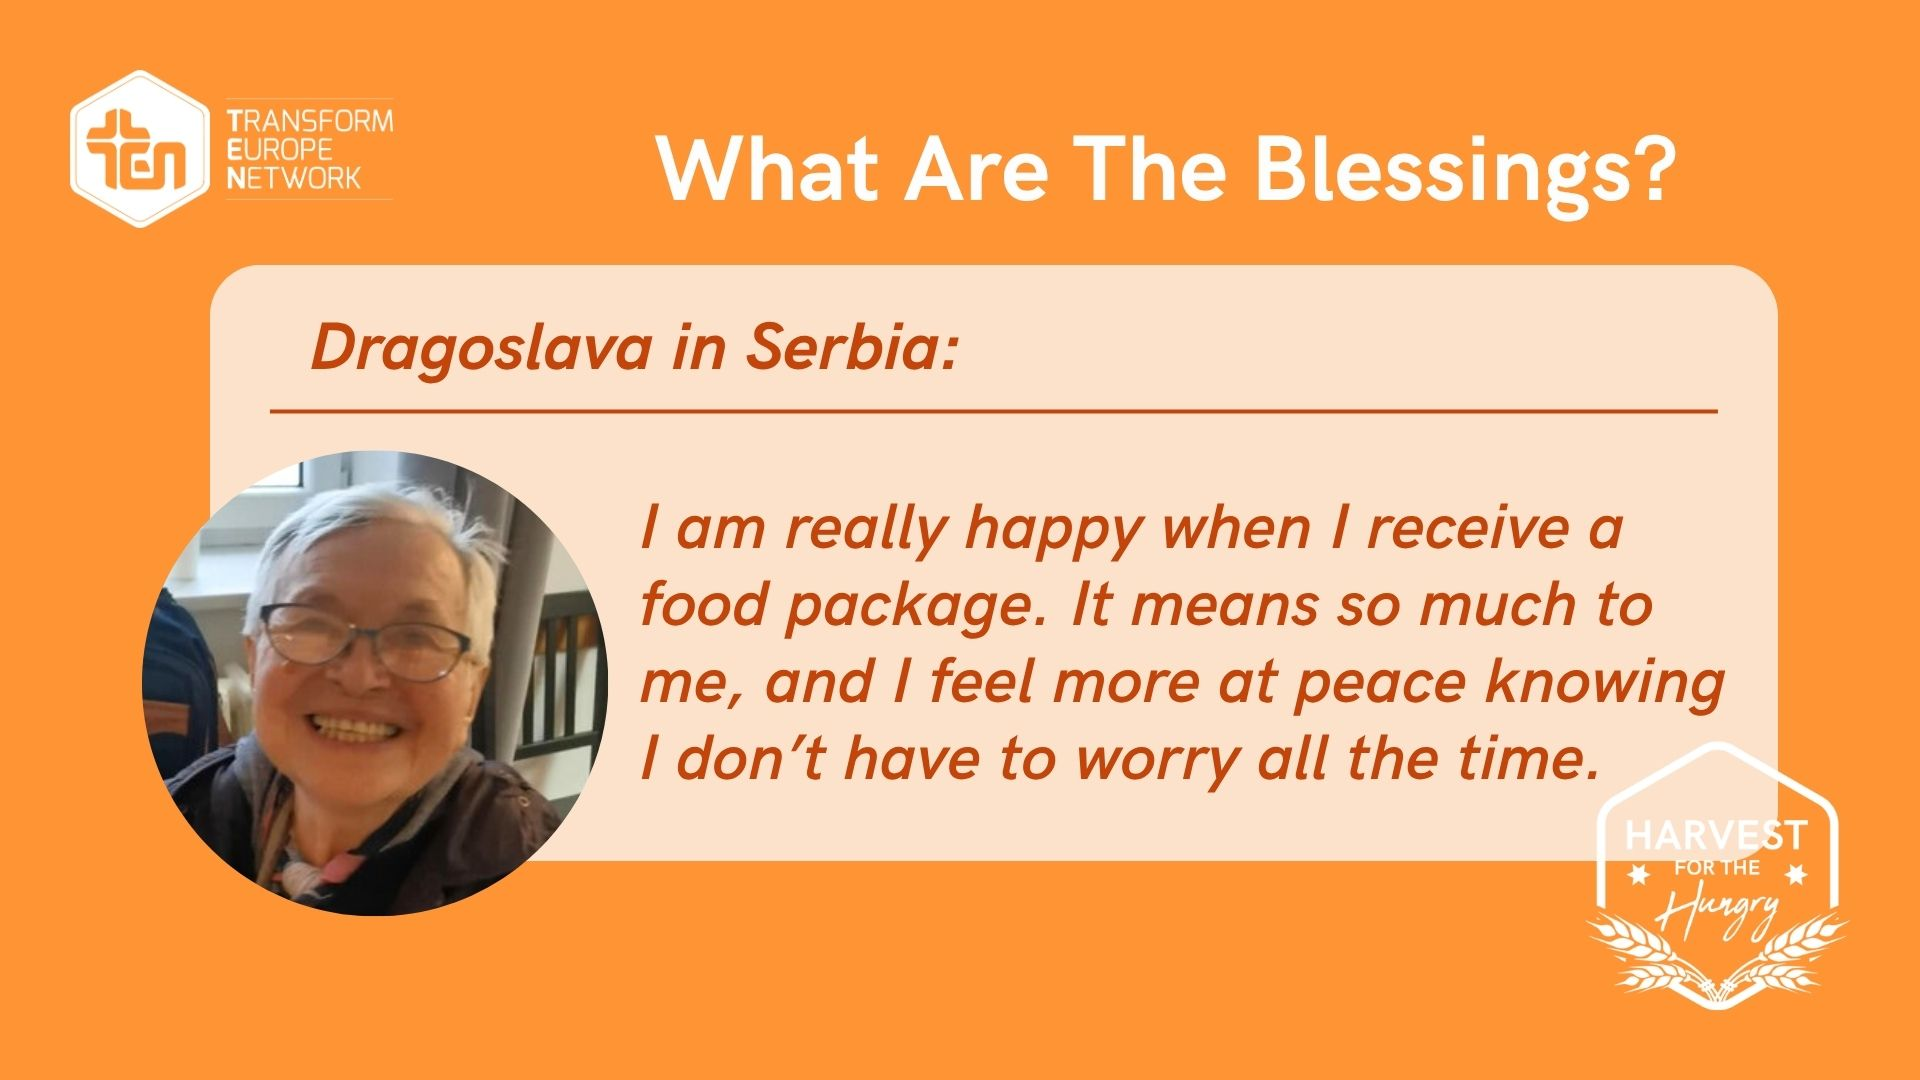 ten
TRANSFORM
EUROPE
NETWORK
What Are The Blessings?
Dragoslava in Serbia:
I am really happy when I receive a
food package. It means so much to
me, and I feel more at peace knowing
I don’t have to worry all the time.
HARVEST
FOR THE
Hungry